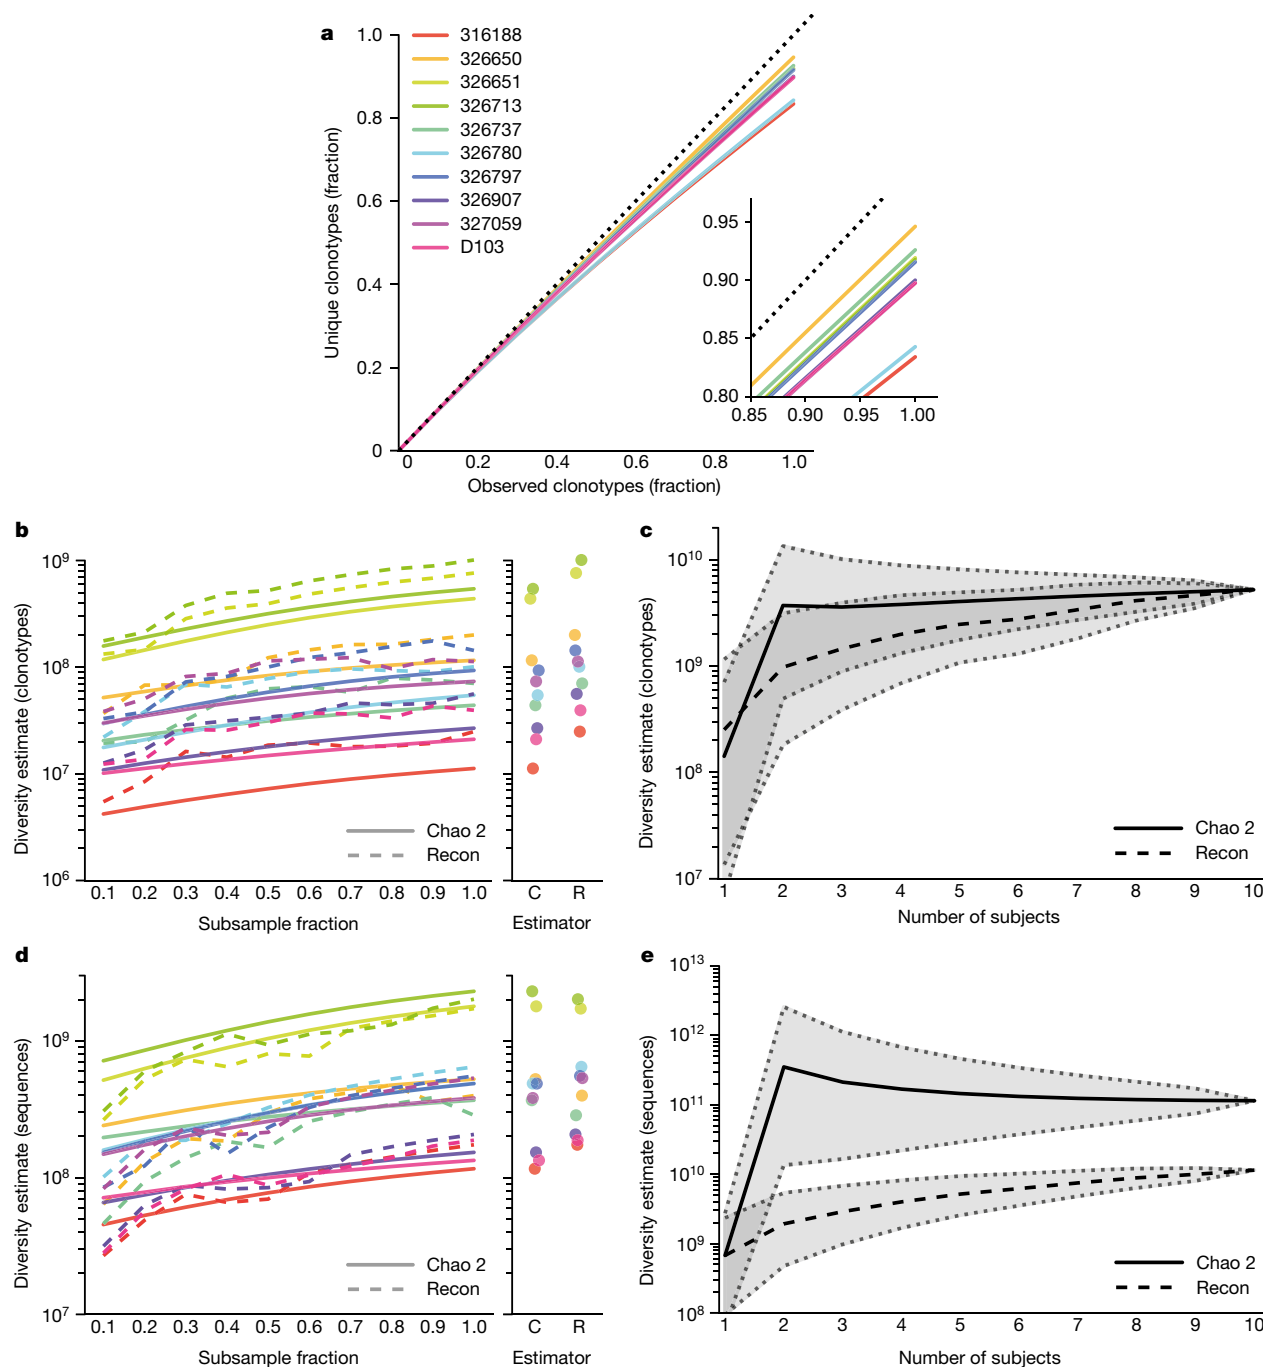 a
1.0
0.8
0.6
0.4
0.2
0
Unique clonotypes (fraction)
316188
326650
326651
326713
326737
326780
326797
326907
327059
D103
0.95
0.90
0.85
0.80
0.85 0.90 0.95 1.00
0 0.2 0.4 0.6 0.8 1.0
Observed clonotypes (fraction)
b
10⁹
10⁸
10⁷
10⁶
Diversity estimate (clonotypes)
Chao 2
Recon
0.1 0.2 0.3 0.4 0.5 0.6 0.7 0.8 0.9 1.0
Subsample fraction
C R
Estimator
c
10¹⁰
10⁹
10⁸
10⁷
Diversity estimate (clonotypes)
Chao 2
Recon
1 2 3 4 5 6 7 8 9 10
Number of subjects
d
10⁹
10⁸
10⁷
Diversity estimate (sequences)
Chao 2
Recon
0.1 0.2 0.3 0.4 0.5 0.6 0.7 0.8 0.9 1.0
Subsample fraction
C R
Estimator
e
10¹³
10¹²
10¹¹
10¹⁰
10⁹
10⁸
Diversity estimate (sequences)
Chao 2
Recon
1 2 3 4 5 6 7 8 9 10
Number of subjects